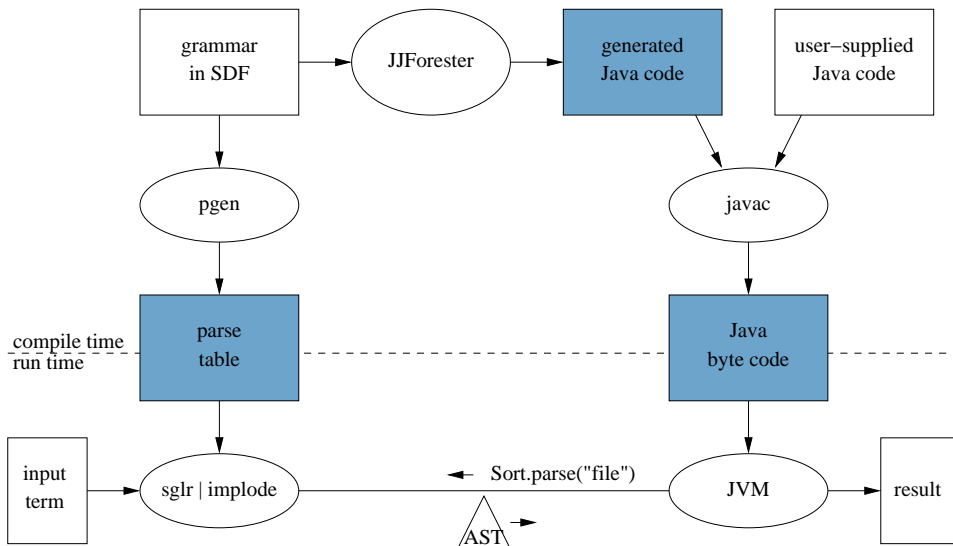 grammar
in SDF
JJForester
generated
Java code
user−supplied
Java code
pgen
javac
parse
table
Java
byte code
compile time
run time
input
term
sglr | implode
Sort.parse("file")
AST
JVM
result